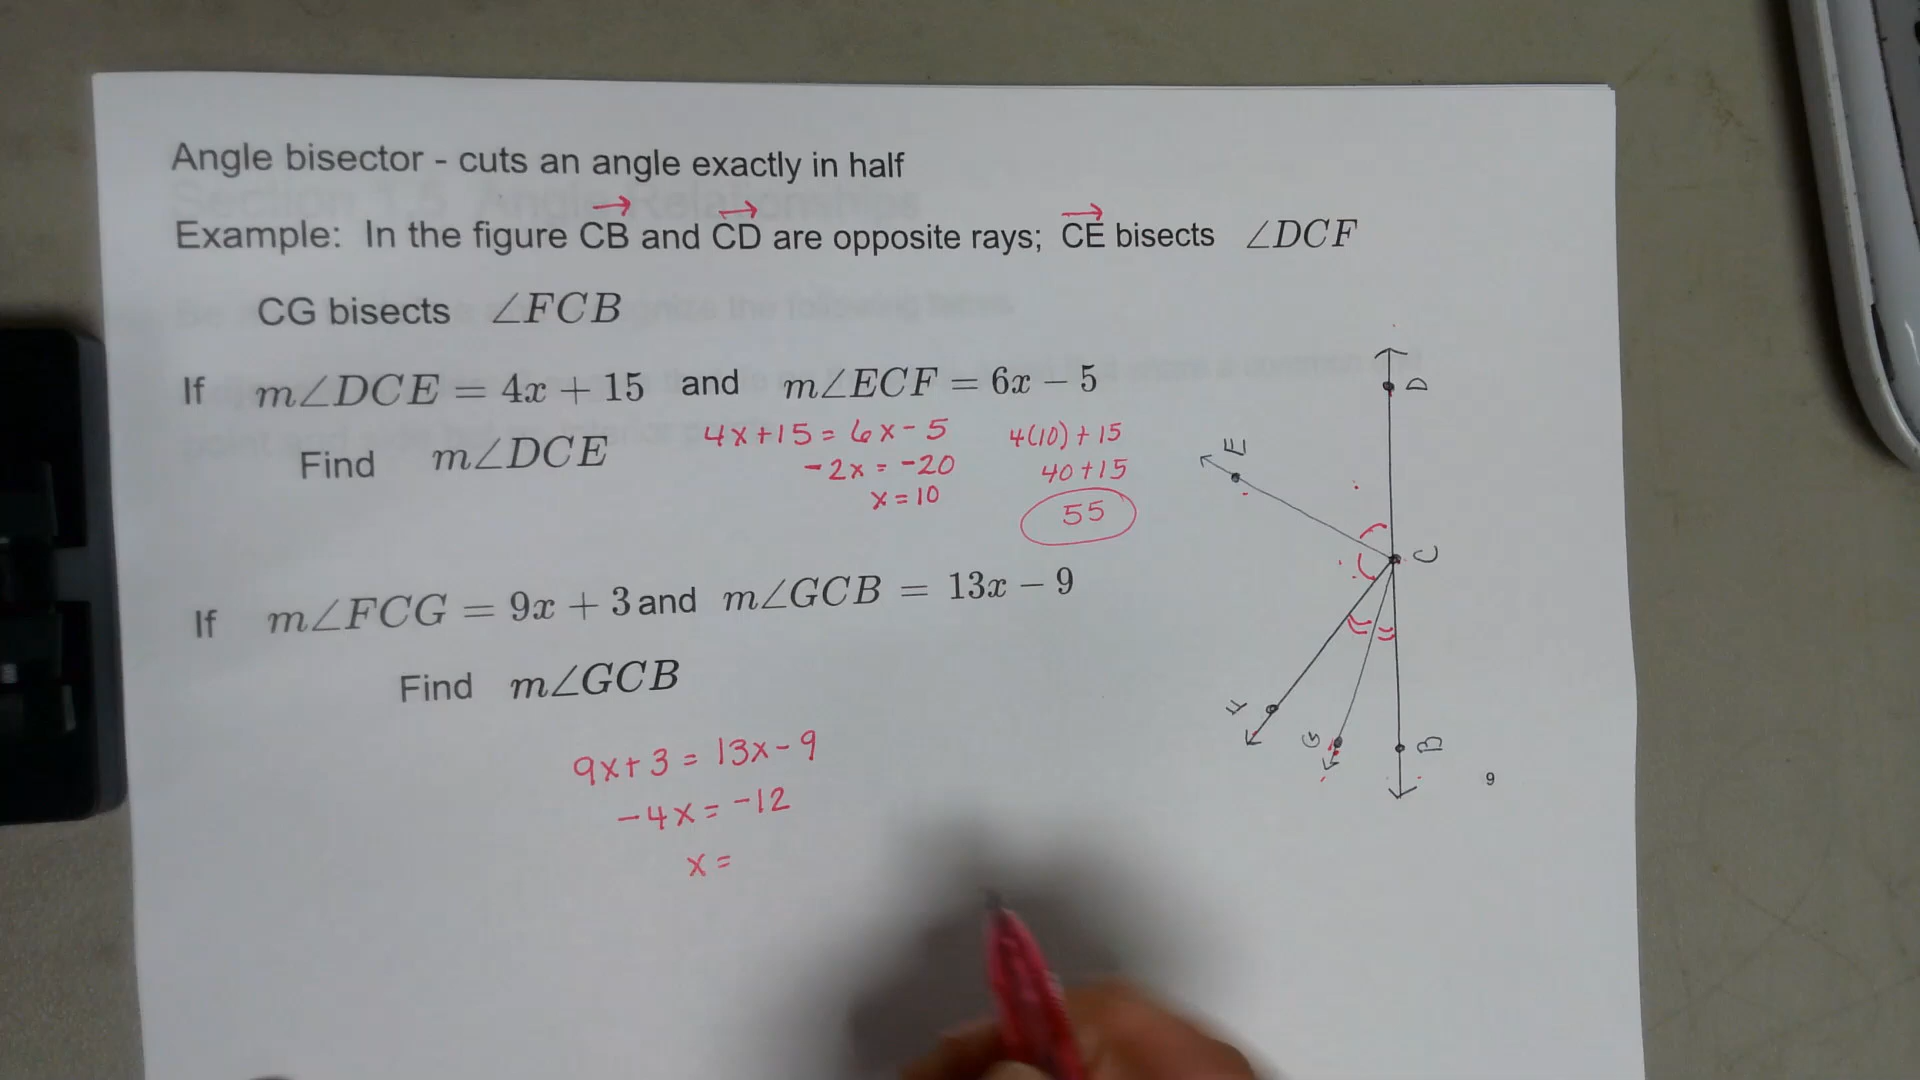 Angle bisector - cuts an angle exactly in half
Example: In the figure CB and CD are opposite rays; CE bisects ∠DCF
CG bisects ∠FCB
If m∠DCE = 4x + 15 and m∠ECF = 6x − 5
Find m∠DCE
4x+15 = 6x-5
-2x = -20
x = 10
4(10) + 15
40+15
55
If m∠FCG = 9x + 3 and m∠GCB = 13x − 9
Find m∠GCB
9x+3 = 13x-9
-4x = -12
x =
D
E
C
F
G
B
9